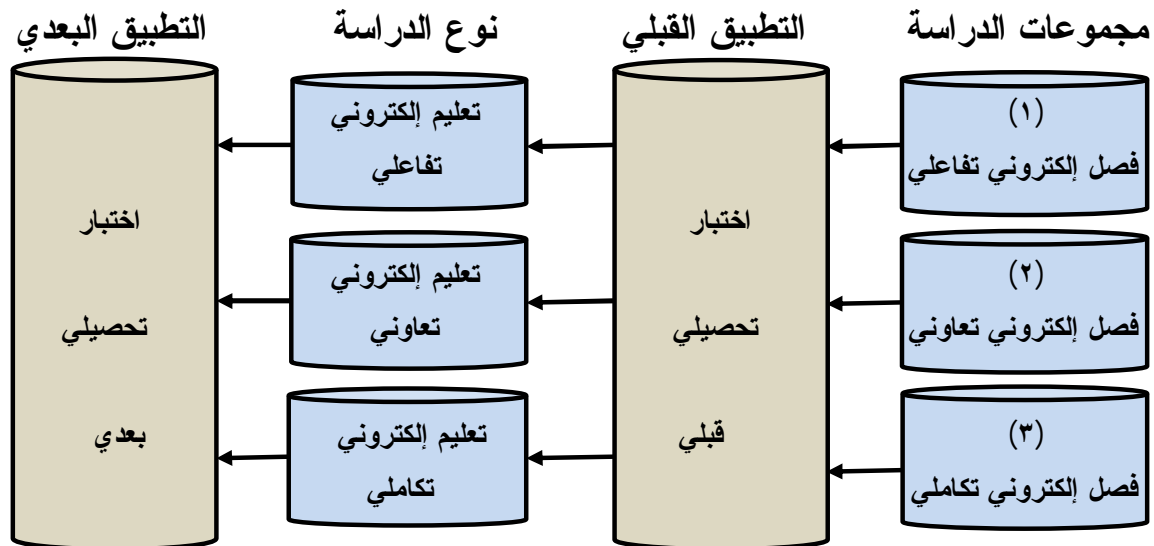 مجموعات الدراسة
التطبيق القبلي
نوع الدراسة
التطبيق البعدي
(١)
فصل إلكتروني تفاعلي
(٢)
فصل إلكتروني تعاوني
(٣)
فصل إلكتروني تكاملي
اختبار
تحصيلي
قبلي
تعليم إلكتروني
تفاعلي
تعليم إلكتروني
تعاوني
تعليم إلكتروني
تكاملي
اختبار
تحصيلي
بعدي